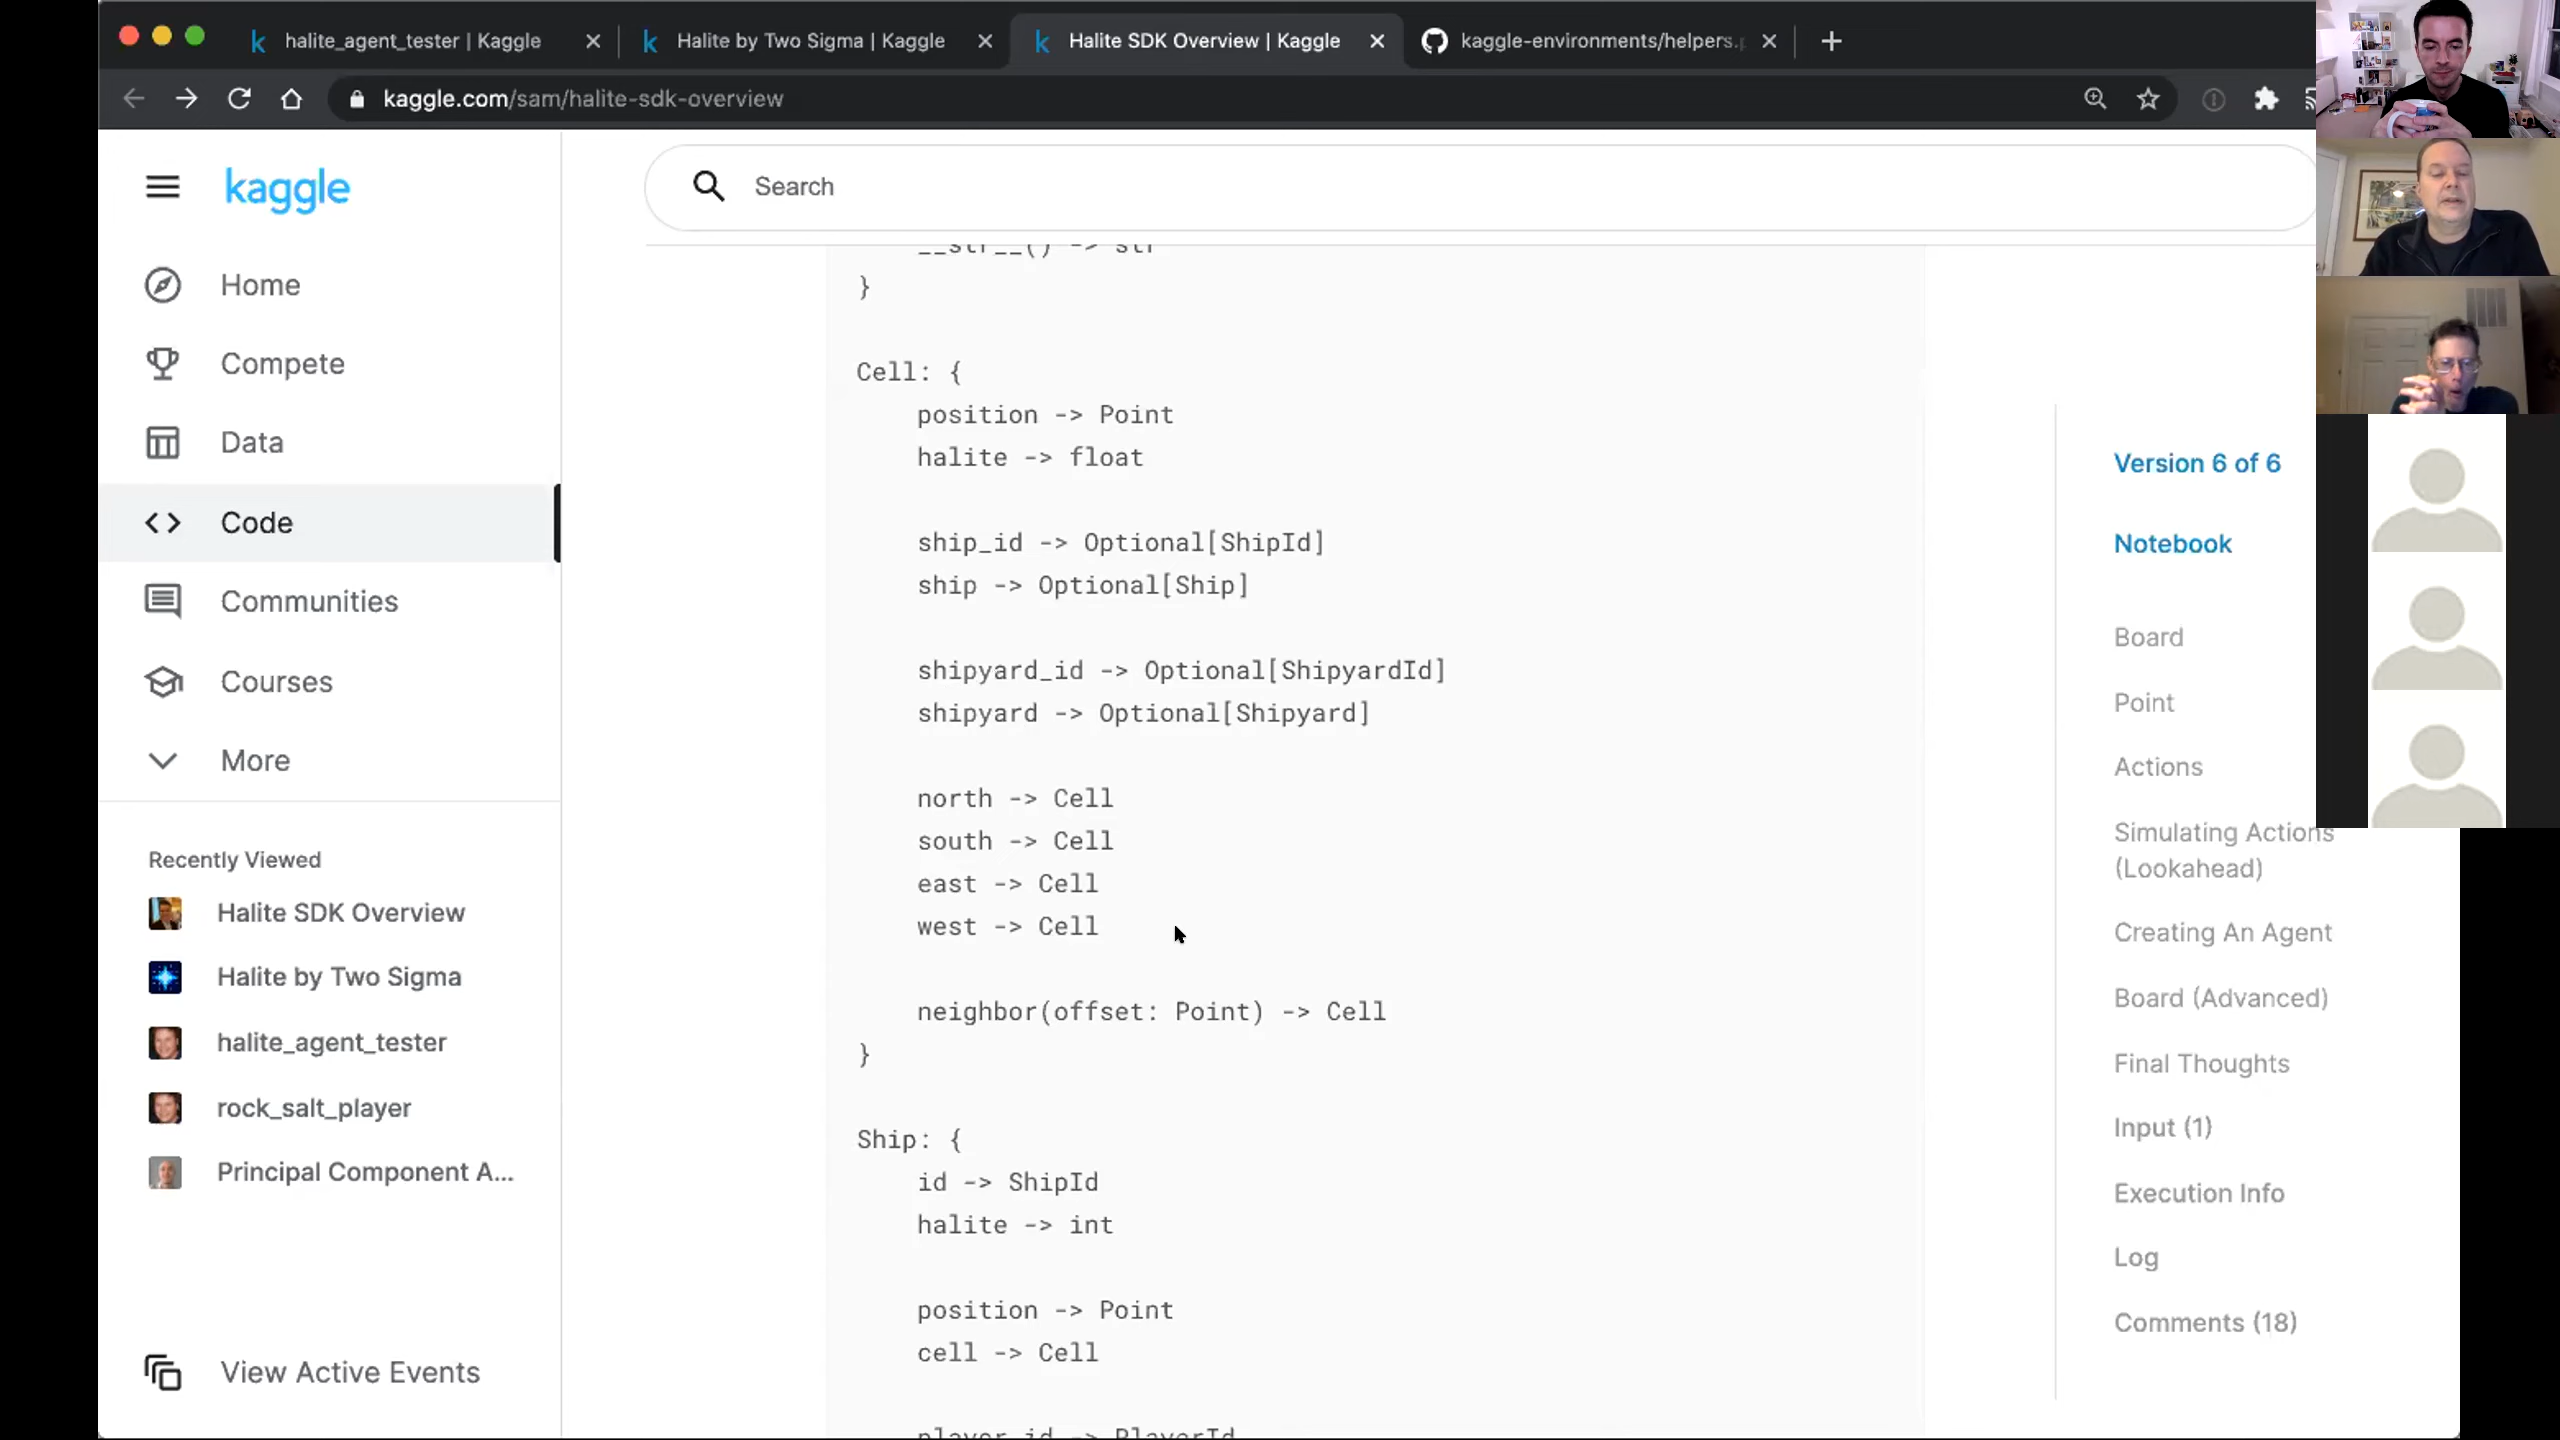 halite_agent_tester | Kaggle
Halite by Two Sigma | Kaggle
Halite SDK Overview | Kaggle
kaggle-environments/helpers.p
kaggle.com/sam/halite-sdk-overview
kaggle
Search
Home
Compete
Data
Code
Communities
Courses
More
Recently Viewed
Halite SDK Overview
Halite by Two Sigma
halite_agent_tester
rock_salt_player
Principal Component A...
View Active Events
__str__() -> str
}
Cell: {
position -> Point
halite -> float
ship_id -> Optional[ShipId]
ship -> Optional[Ship]
shipyard_id -> Optional[ShipyardId]
shipyard -> Optional[Shipyard]
north -> Cell
south -> Cell
east -> Cell
west -> Cell
neighbor(offset: Point) -> Cell
}
Ship: {
id -> ShipId
halite -> int
position -> Point
cell -> Cell
player_id -> PlayerId
Version 6 of 6
Notebook
Board
Point
Actions
Simulating Actions
(Lookahead)
Creating An Agent
Board (Advanced)
Final Thoughts
Input (1)
Execution Info
Log
Comments (18)